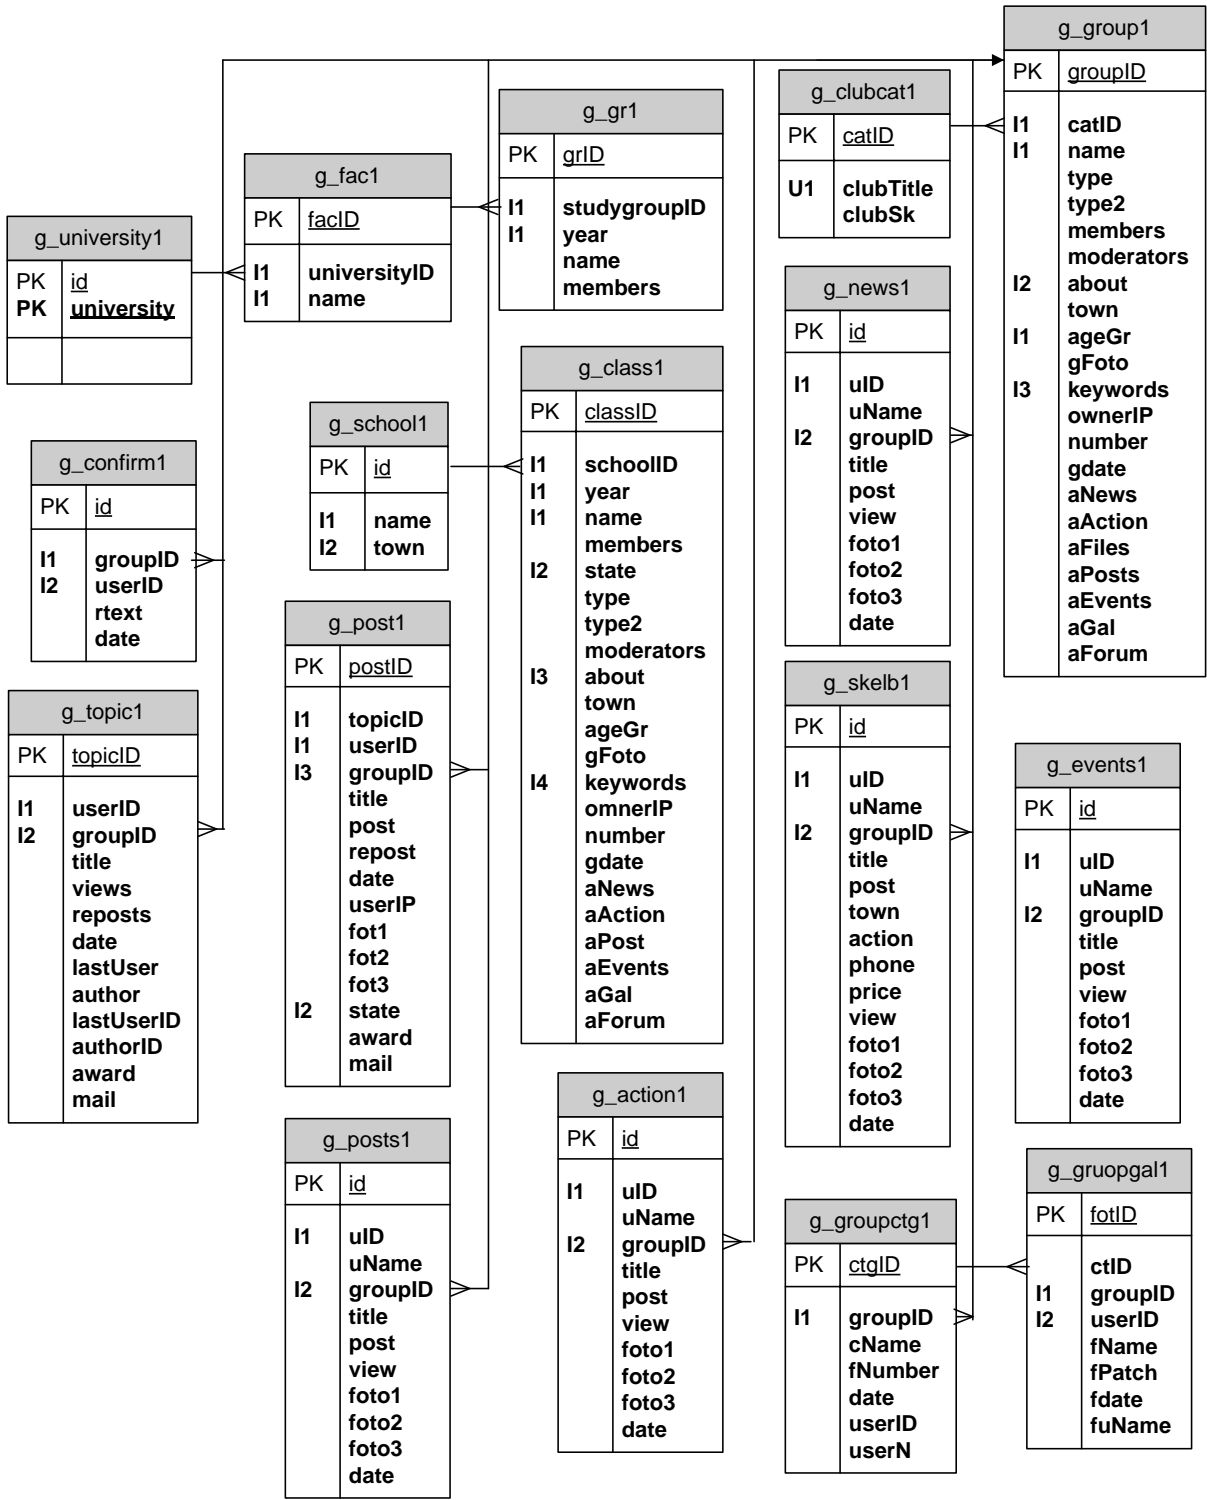 g_group1
PK groupID
I1 catID
I1 name
type
type2
members
moderators
I2 about
town
I1 ageGr
gFoto
I3 keywords
ownerIP
number
gdate
aNews
aAction
aFiles
aPosts
aEvents
aGal
aForum
g_clubcat1
PK catID
U1 clubTitle
clubSk
g_gr1
PK grID
I1 studygroupID
I1 year
name
members
g_fac1
PK facID
I1 universityID
I1 name
g_university1
PK id
PK university
g_news1
PK id
I1 uID
uName
I2 groupID
title
post
view
foto1
foto2
foto3
date
g_class1
PK classID
I1 schoolID
I1 year
I1 name
members
I2 state
type
type2
moderators
I3 about
town
ageGr
gFoto
I4 keywords
omnerIP
number
gdate
aNews
aAction
aPost
aEvents
aGal
aForum
g_school1
PK id
I1 name
I2 town
g_confirm1
PK id
I1 groupID
I2 userID
rtext
date
g_post1
PK postID
I1 topicID
I1 userID
I3 groupID
title
post
repost
date
userIP
fot1
fot2
fot3
I2 state
award
mail
g_topic1
PK topicID
I1 userID
I2 groupID
title
views
reposts
date
lastUser
author
lastUserID
authorID
award
mail
g_skelb1
PK id
I1 uID
uName
I2 groupID
title
post
town
action
phone
price
view
foto1
foto2
foto3
date
g_events1
PK id
I1 uID
uName
I2 groupID
title
post
view
foto1
foto2
foto3
date
g_action1
PK id
I1 uID
uName
I2 groupID
title
post
view
foto1
foto2
foto3
date
g_posts1
PK id
I1 uID
uName
I2 groupID
title
post
view
foto1
foto2
foto3
date
g_groupctg1
PK ctgID
I1 groupID
cName
fNumber
date
userID
userN
g_gruopgal1
PK fotID
ctID
I1 groupID
I2 userID
fName
fPatch
fdate
fuName